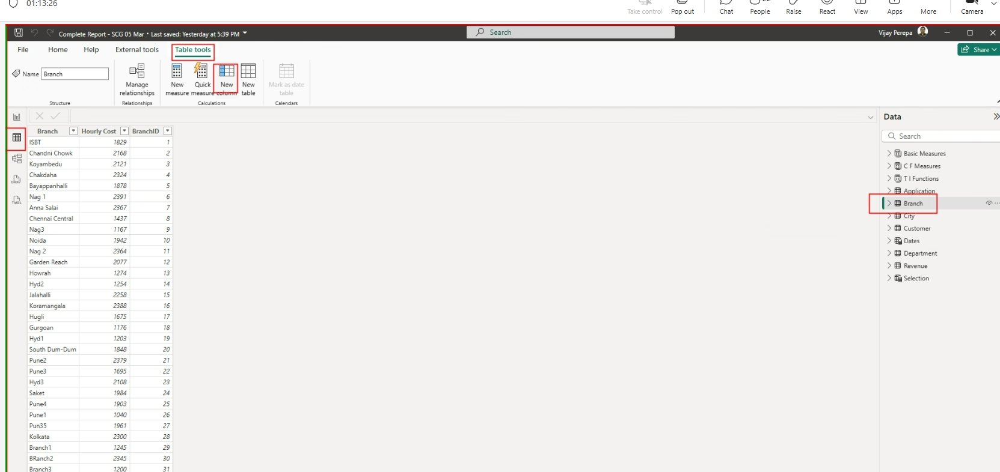 01:13:26
Take control Pop out Chat People 22 Raise React View Apps More Camera
Complete Report - SCG 05 Mar • Last saved: Yesterday at 5:39 PM Search Vijay Perepa
File Home Help External tools Table tools Share
Name Branch
Manage relationships
New measure
Quick measure
New column
New table
Mark as date table
Structure Relationships Calculations Calendars
Data
Search
Branch Hourly Cost BranchID
ISBT 1829 1
Chandni Chowk 2168 2
Koyambedu 2121 3
Chakdaha 2324 4
Bayappanhalli 1878 5
Nag 1 2391 6
Anna Salai 2367 7
Chennai Central 1437 8
Nag3 1167 9
Noida 1942 10
Nag 2 2364 11
Garden Reach 2077 12
Howrah 1274 13
Hyd2 1254 14
Jalahalli 2258 15
Koramangala 2388 16
Hugli 1675 17
Gurgoan 1176 18
Hyd1 1203 19
South Dum-Dum 1848 20
Pune2 2379 21
Pune3 1695 22
Hyd3 2108 23
Saket 1984 24
Pune4 1903 25
Pune1 1040 26
Pun35 1961 27
Kolkata 2300 28
Branch1 1245 29
BRanch2 2345 30
Branch3 1200 31
Basic Measures
C F Measures
T I Functions
Application
Branch
City
Customer
Dates
Department
Revenue
Selection
DAX
TMDL